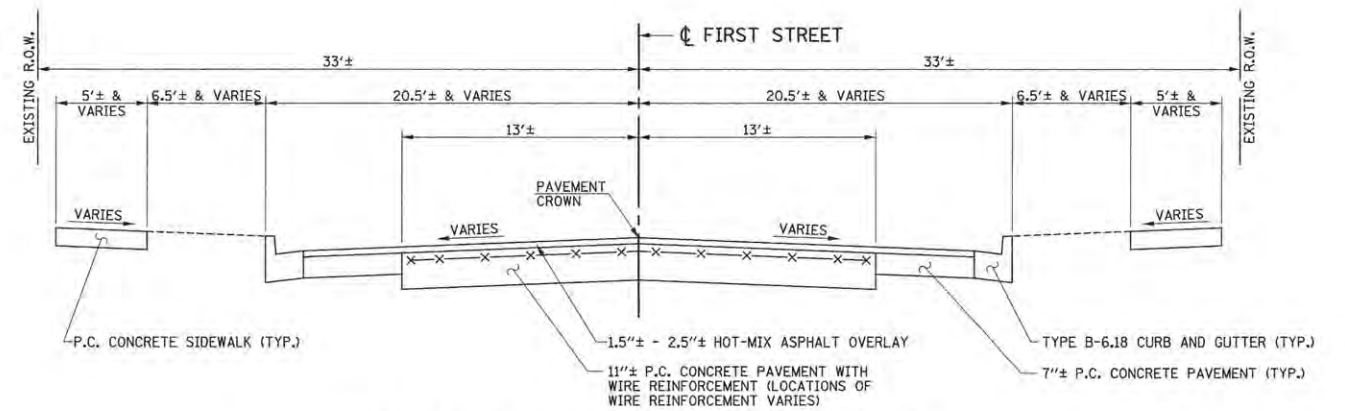 ℄ FIRST STREET
EXISTING R.O.W.
33'±
33'±
EXISTING R.O.W.
5'± &
VARIES
6.5'± & VARIES
20.5'± & VARIES
20.5'± & VARIES
6.5'± & VARIES
5'± &
VARIES
13'±
13'±
PAVEMENT
CROWN
VARIES
VARIES
VARIES
VARIES
P.C. CONCRETE SIDEWALK (TYP.)
1.5"± - 2.5"± HOT-MIX ASPHALT OVERLAY
11"± P.C. CONCRETE PAVEMENT WITH
WIRE REINFORCEMENT (LOCATIONS OF
WIRE REINFORCEMENT VARIES)
TYPE B-6.18 CURB AND GUTTER (TYP.)
7"± P.C. CONCRETE PAVEMENT (TYP.)